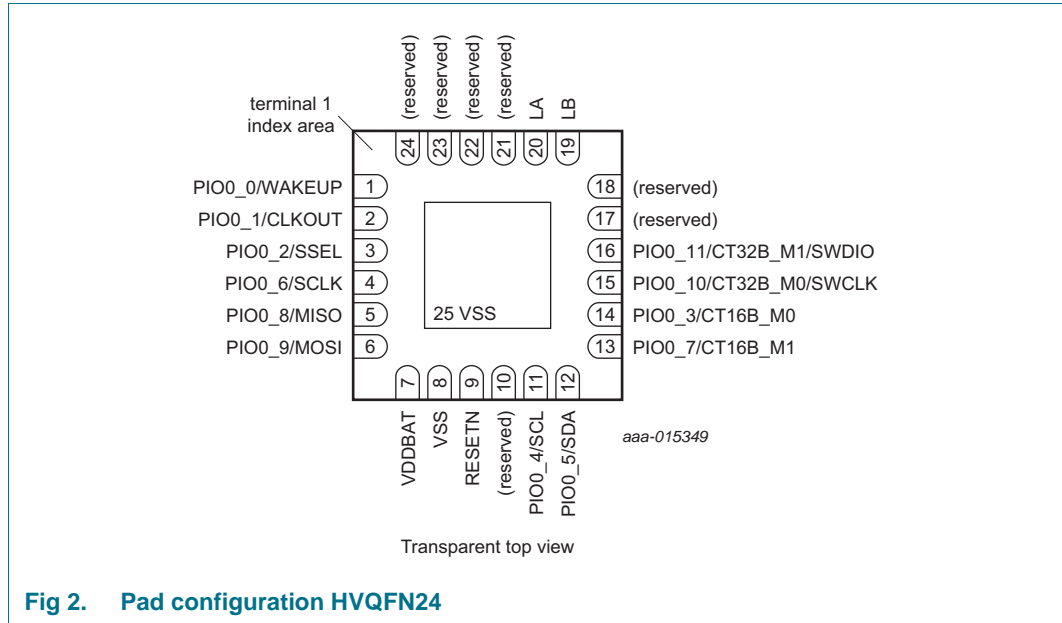 (reserved)
(reserved)
(reserved)
(reserved)
LA
LB
terminal 1
index area
24
23
22
21
20
19
PIO0_0/WAKEUP 1
PIO0_1/CLKOUT 2
PIO0_2/SSEL 3
PIO0_6/SCLK 4
PIO0_8/MISO 5
PIO0_9/MOSI 6
18 (reserved)
17 (reserved)
16 PIO0_11/CT32B_M1/SWDIO
15 PIO0_10/CT32B_M0/SWCLK
14 PIO0_3/CT16B_M0
13 PIO0_7/CT16B_M1
25 VSS
7
8
9
10
11
12
VDDBAT
VSS
RESETN
(reserved)
PIO0_4/SCL
PIO0_5/SDA
aaa-015349
Transparent top view
Fig 2. Pad configuration HVQFN24